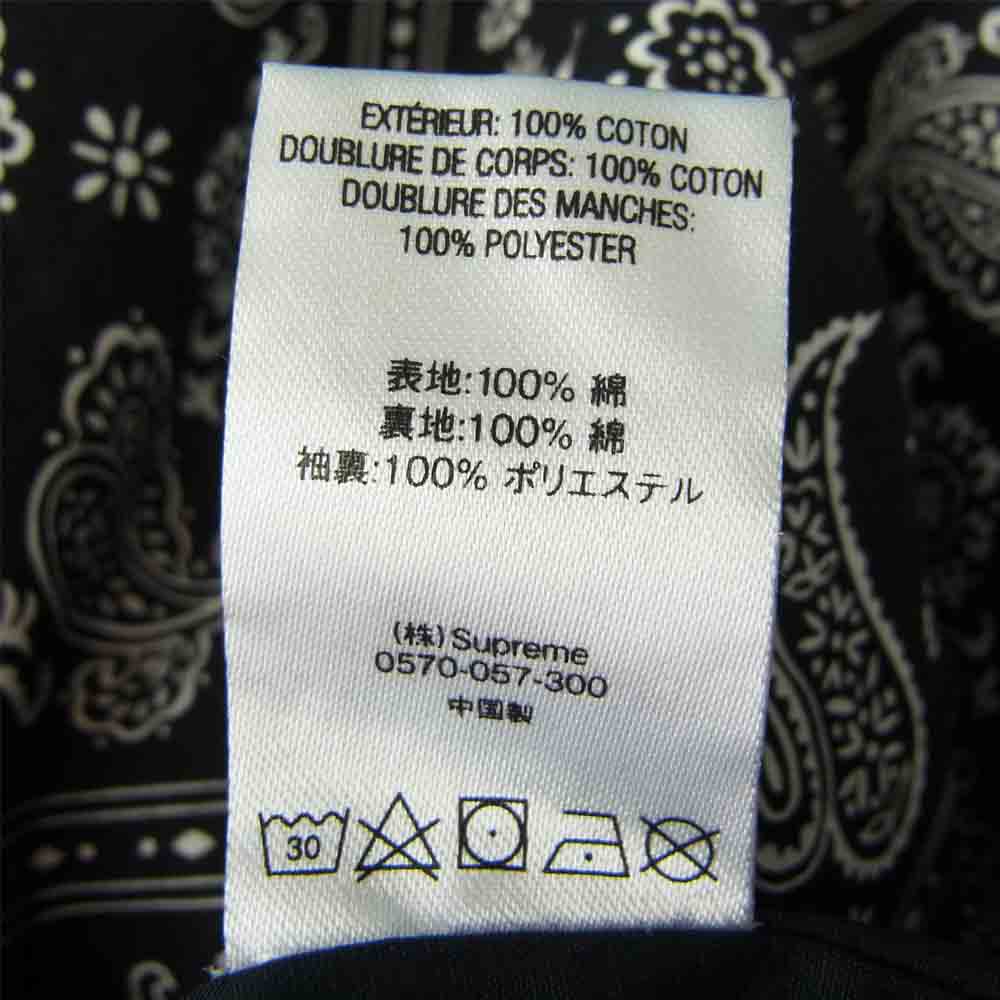 EXTÉRIEUR: 100% COTON
DOUBLURE DE CORPS: 100% COTON
DOUBLURE DES MANCHES:
100% POLYESTER
表地:100% 綿
裏地:100% 綿
袖裏:100% ポリエステル
(株) Supreme
0570-057-300
中国製
30